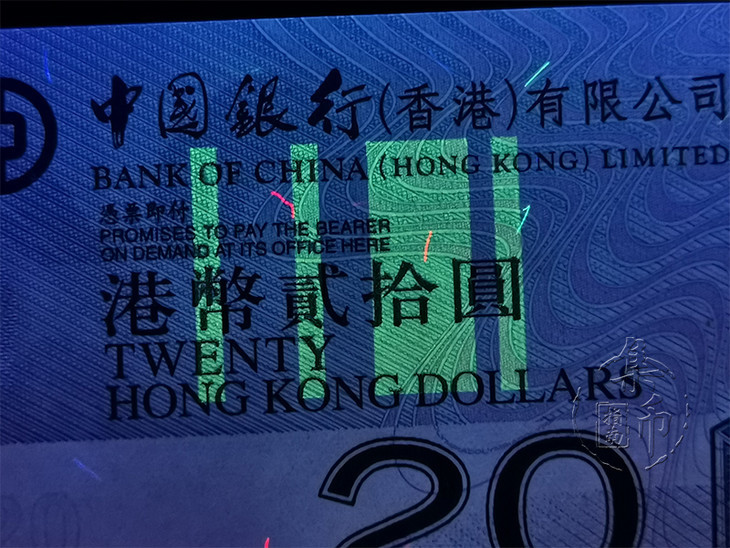 中國銀行(香港)有限公司
BANK OF CHINA (HONG KONG) LIMITED
憑票即付
PROMISES TO PAY THE BEARER
ON DEMAND AT ITS OFFICE HERE
港幣貳拾圓
TWENTY
HONG KONG DOLLARS
20
20